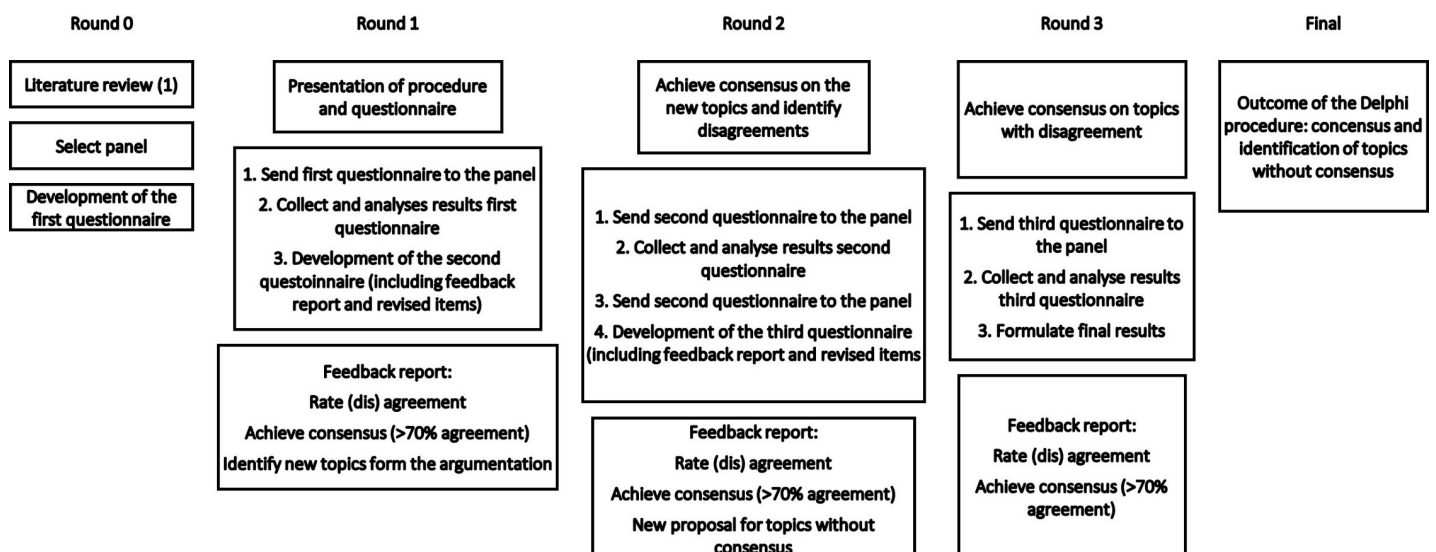 Round 0
Literature review (1)
Select panel
Development of the
first questionnaire
Round 1
Presentation of procedure
and questionnaire
1. Send first questionnaire to the panel
2. Collect and analyses results first
questionnaire
3. Development of the second
questoinnaire (including feedback
report and revised items)
Feedback report:
Rate (dis) agreement
Achieve consensus (>70% agreement)
Identify new topics form the argumentation
Round 2
Achieve consensus on the
new topics and identify
disagreements
1. Send second questionnaire to the panel
2. Collect and analyse results second
questionnaire
3. Send second questionnaire to the panel
4. Development of the third questionnaire
(including feedback report and revised items
Feedback report:
Rate (dis) agreement
Achieve consensus (>70% agreement)
New proposal for topics without
consensus
Round 3
Achieve consensus on topics
with disagreement
1. Send third questionnaire to
the panel
2. Collect and analyse results
third questionnaire
3. Formulate final results
Feedback report:
Rate (dis) agreement
Achieve consensus (>70%
agreement)
Final
Outcome of the Delphi
procedure: concensus and
identification of topics
without consensus